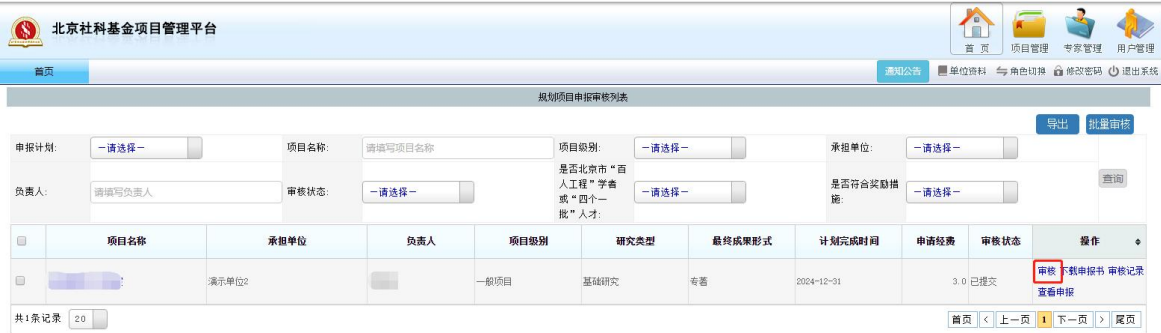 北京社科基金项目管理平台
首 页 项目管理 专家管理 用户管理
首页 通知公告 单位资料 角色切换 修改密码 退出系统
规划项目申报审核列表
导出 批量审核
申报计划: -请选择- 项目名称: 请填写项目名称 项目级别: -请选择- 承担单位: -请选择-
负责人: 请填写负责人 审核状态: -请选择- 是否北京市“百
人工程”学者
或“四个一
批”人才: -请选择- 是否符合奖励措
施: -请选择- 查询
项目名称 承担单位 负责人 项目级别 研究类型 最终成果形式 计划完成时间 申请经费 审核状态 操作
演示单位2 一般项目 基础研究 专著 2024-12-31 3.0 已提交 审核 下载申报书 审核记录
查看申报
共1条记录 20 首页 < 上一页 1 下一页 > 尾页